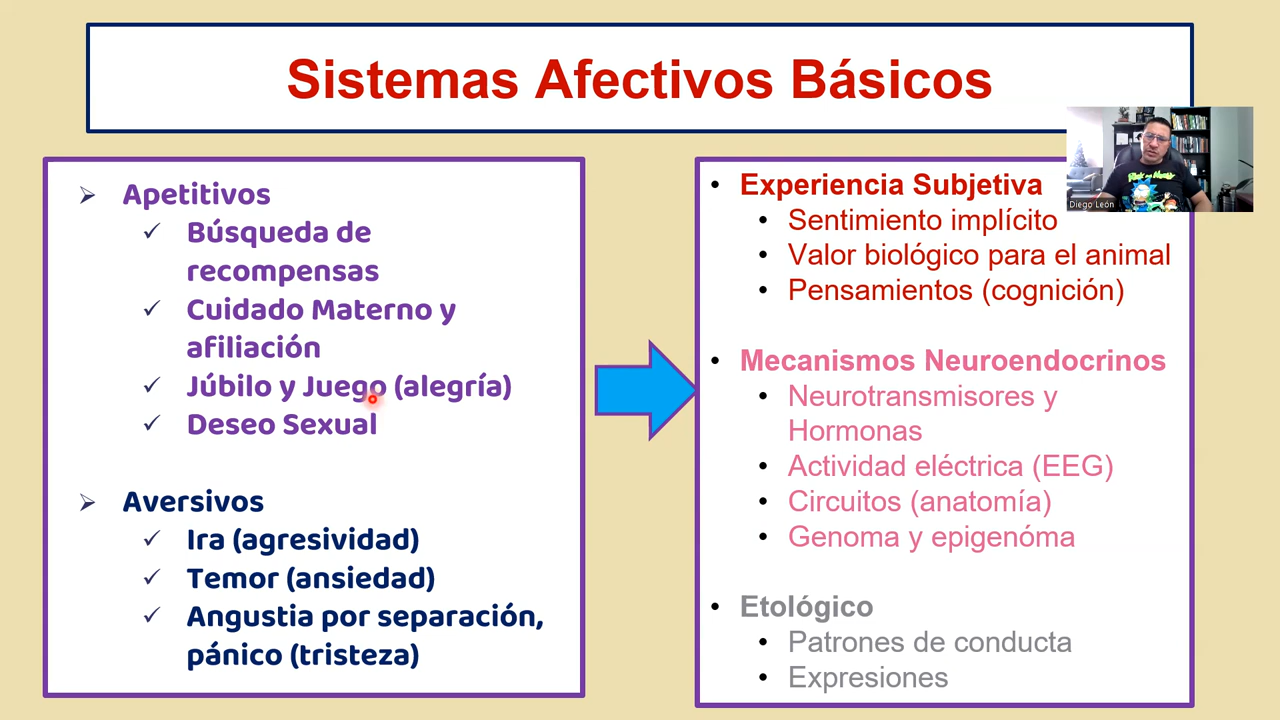 Sistemas Afectivos Básicos
Diego León
Apetitivos
Búsqueda de
recompensas
Cuidado Materno y
afiliación
Júbilo y Juego (alegría)
Deseo Sexual
Aversivos
Ira (agresividad)
Temor (ansiedad)
Angustia por separación,
pánico (tristeza)
Experiencia Subjetiva
Sentimiento implícito
Valor biológico para el animal
Pensamientos (cognición)
Mecanismos Neuroendocrinos
Neurotransmisores y
Hormonas
Actividad eléctrica (EEG)
Circuitos (anatomía)
Genoma y epigenóma
Etológico
Patrones de conducta
Expresiones